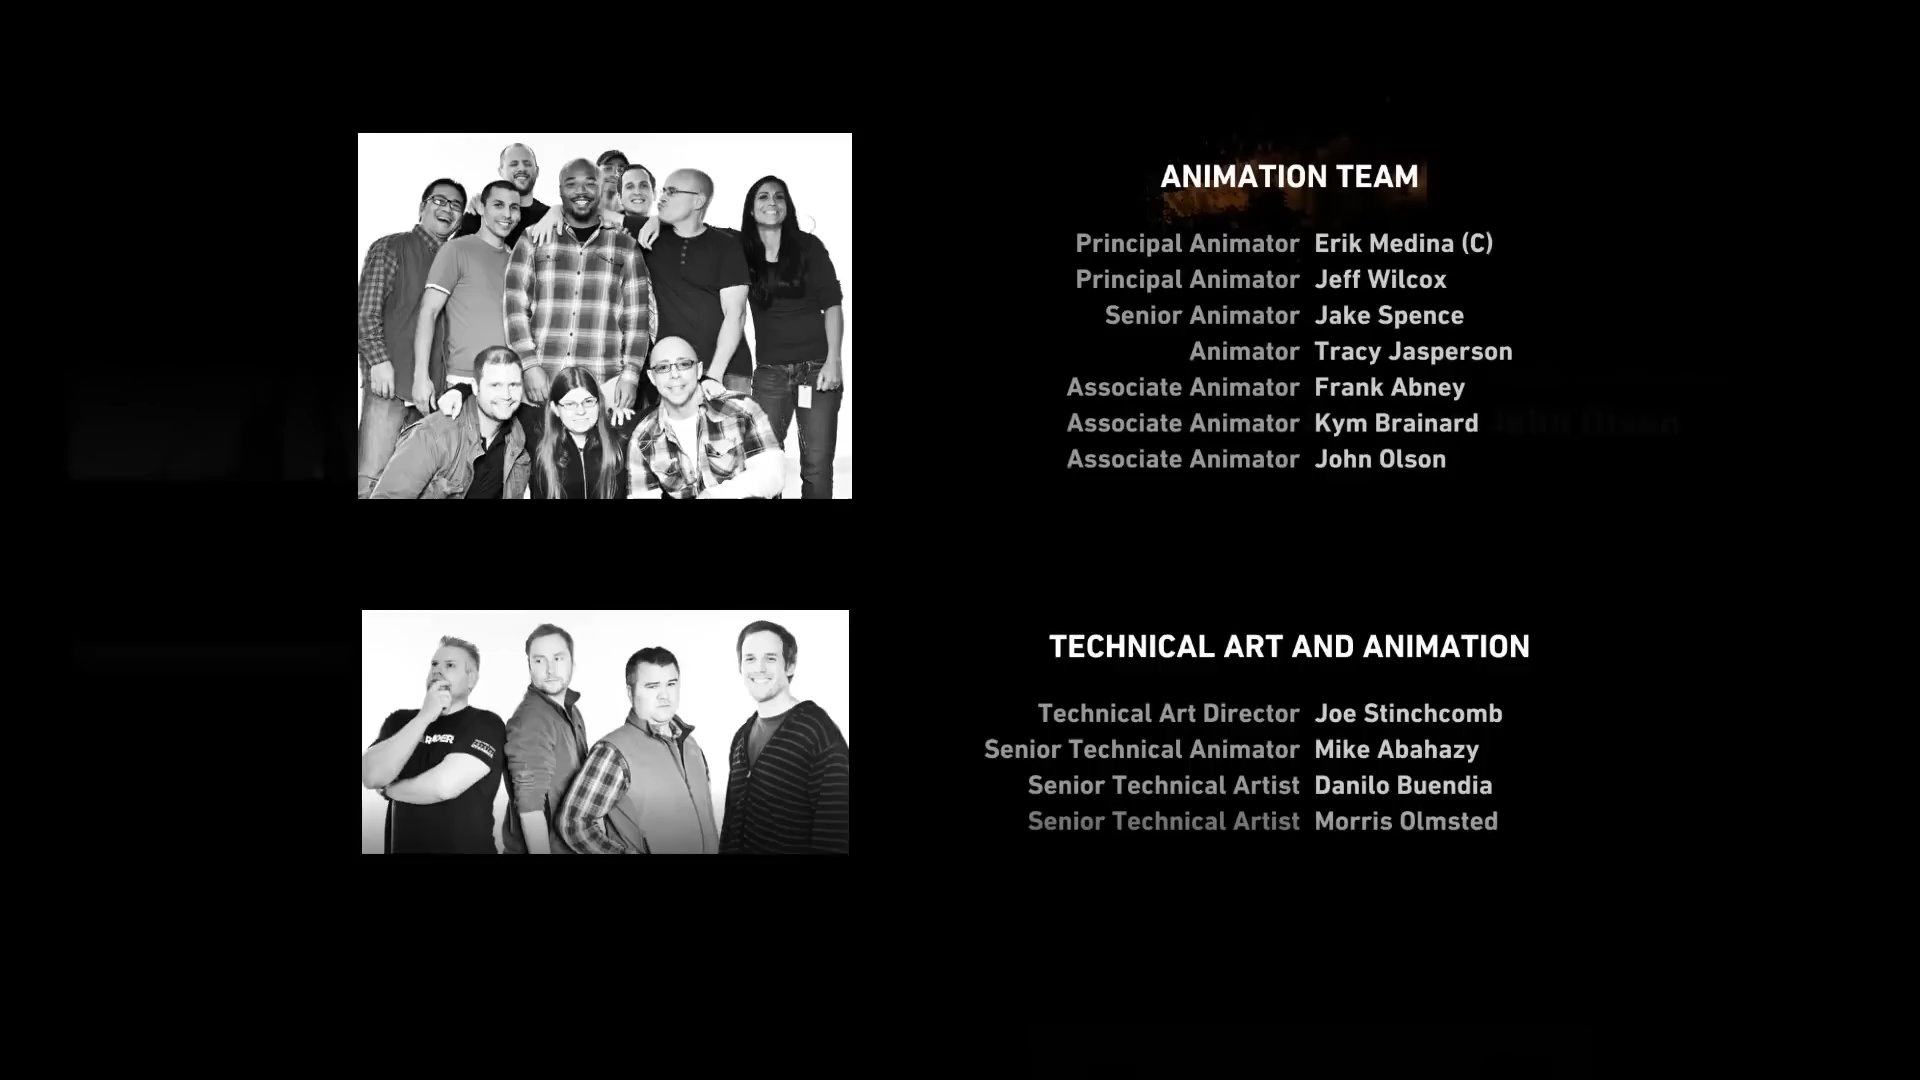 ANIMATION TEAM
Principal Animator Erik Medina (C)
Principal Animator Jeff Wilcox
Senior Animator Jake Spence
Animator Tracy Jasperson
Associate Animator Frank Abney
Associate Animator Kym Brainard
Associate Animator John Olson
TECHNICAL ART AND ANIMATION
Technical Art Director Joe Stinchcomb
Senior Technical Animator Mike Abahazy
Senior Technical Artist Danilo Buendia
Senior Technical Artist Morris Olmsted